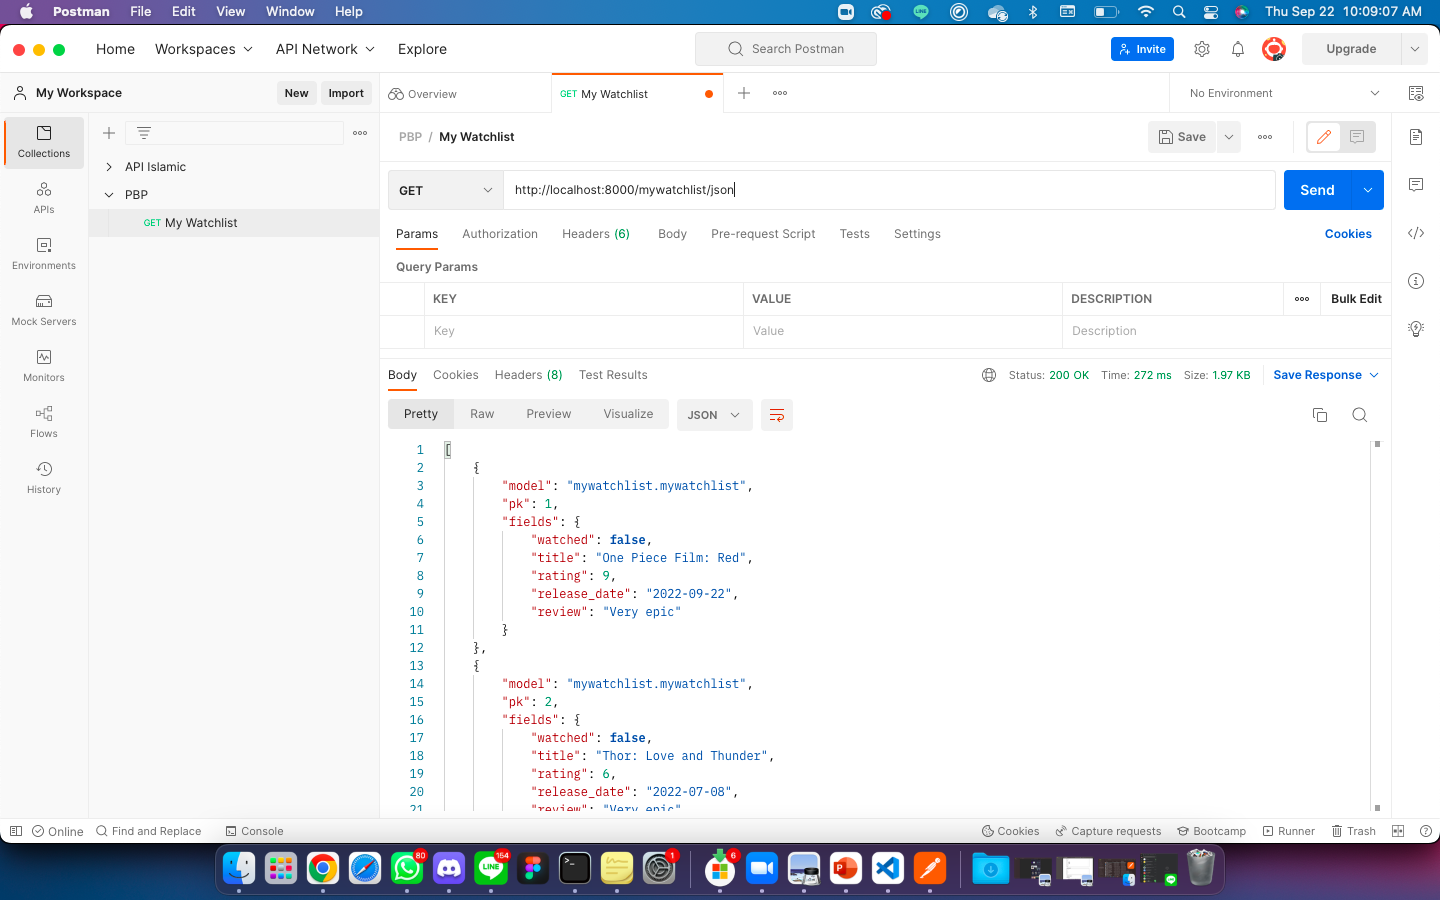 Postman File Edit View Window Help Thu Sep 22 10:09:07 AM
Home Workspaces API Network Explore Search Postman Invite Upgrade
My Workspace New Import Overview GET My Watchlist No Environment
Collections
APIs
Environments
Mock Servers
Monitors
Flows
History
API Islamic
PBP
GET My Watchlist
PBP / My Watchlist Save
GET http://localhost:8000/mywatchlist/json Send
Params Authorization Headers (6) Body Pre-request Script Tests Settings Cookies
Query Params
KEY VALUE DESCRIPTION Bulk Edit
Key Value Description
Body Cookies Headers (8) Test Results Status: 200 OK Time: 272 ms Size: 1.97 KB Save Response
Pretty Raw Preview Visualize JSON
1 [
2 {
3 "model": "mywatchlist.mywatchlist",
4 "pk": 1,
5 "fields": {
6 "watched": false,
7 "title": "One Piece Film: Red",
8 "rating": 9,
9 "release_date": "2022-09-22",
10 "review": "Very epic"
11 }
12 },
13 {
14 "model": "mywatchlist.mywatchlist",
15 "pk": 2,
16 "fields": {
17 "watched": false,
18 "title": "Thor: Love and Thunder",
19 "rating": 6,
20 "release_date": "2022-07-08",
21 "review": "Very epic"
Online Find and Replace Console Cookies Capture requests Bootcamp Runner Trash
80 LINE 164 1 6